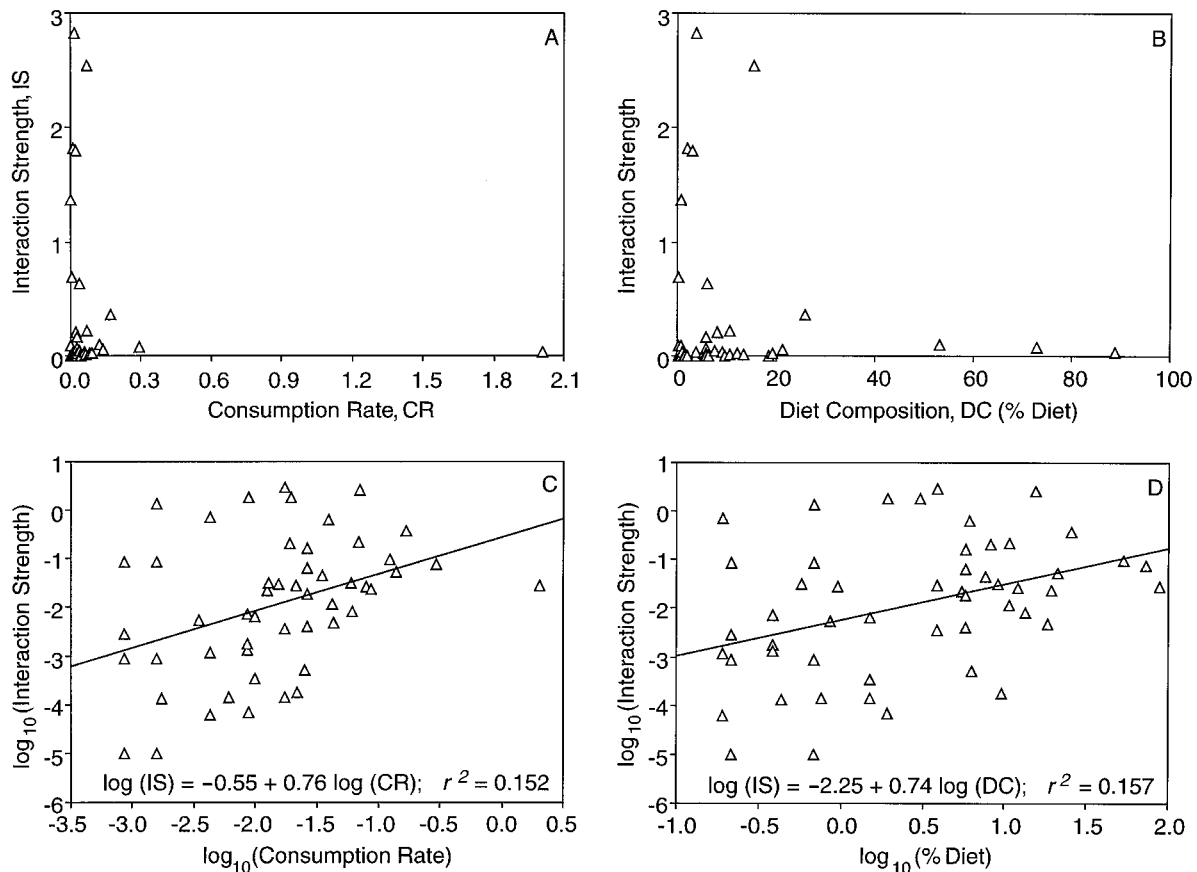 A
Interaction Strength, IS
3
2
1
0
0.0 0.3 0.6 0.9 1.2 1.5 1.8 2.1
Consumption Rate, CR
B
Interaction Strength
3
2
1
0
0 20 40 60 80 100
Diet Composition, DC (% Diet)
C
log10(Interaction Strength)
1
0
-1
-2
-3
-4
-5
-6
log (IS) = −0.55 + 0.76 log (CR); r² = 0.152
-3.5 -3.0 -2.5 -2.0 -1.5 -1.0 -0.5 0.0 0.5
log10(Consumption Rate)
D
log10(Interaction Strength)
1
0
-1
-2
-3
-4
-5
-6
log (IS) = −2.25 + 0.74 log (DC); r² = 0.157
-1.0 -0.5 0.0 0.5 1.0 1.5 2.0
log10(% Diet)